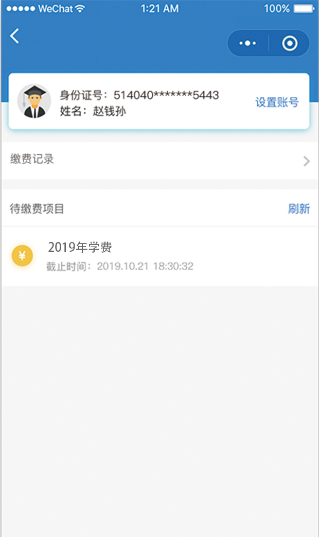 WeChat 1:21 AM 100%
身份证号：514040*******5443
姓名：赵钱孙
设置账号
缴费记录
待缴费项目 刷新
¥
2019年学费
截止时间：2019.10.21 18:30:32